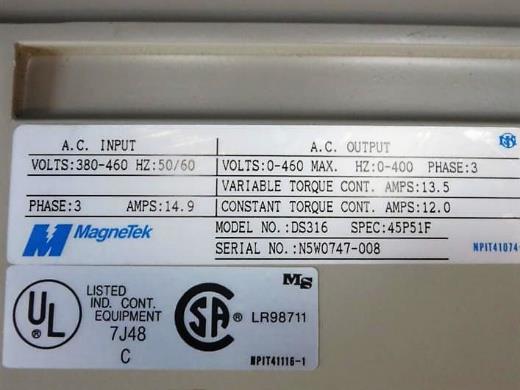 A.C. INPUT A.C. OUTPUT
VOLTS:380-460 HZ:50/60 VOLTS:0-460 MAX. HZ:0-400 PHASE:3
VARIABLE TORQUE CONT. AMPS:13.5
PHASE:3 AMPS:14.9 CONSTANT TORQUE CONT. AMPS:12.0
MagneTek MODEL NO.:DS316 SPEC:45P51F
SERIAL NO.:N5W0747-008 NPIT41074-
MS
UL ® LISTED
IND. CONT.
EQUIPMENT
7J48
C
CSA ® LR98711
NPIT41116-1